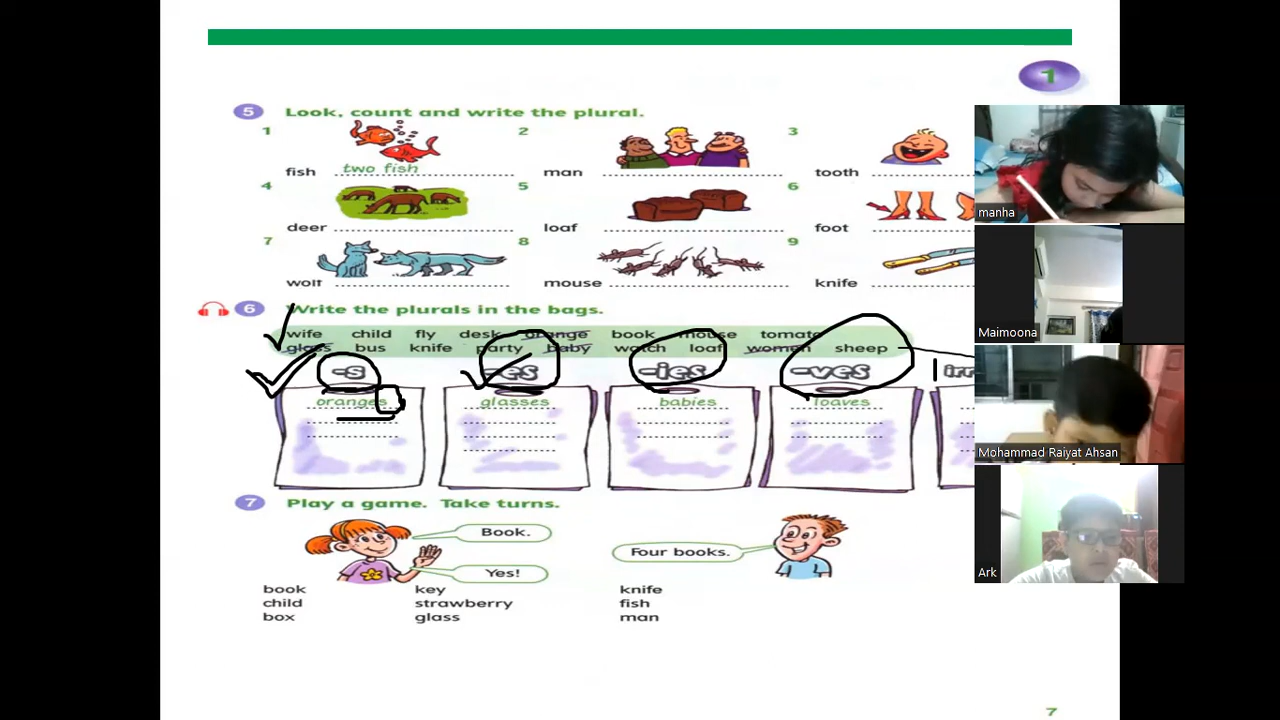 1
5 Look, count and write the plural.
1 2 3
fish two fish man tooth
4 5 6
deer loaf foot
7 8 9
wolf mouse knife
6 Write the plurals in the bags.
wife child fly desk orange book mouse tomato
glass bus knife party baby watch loaf woman sheep
-s -es -ies -ves
oranges glasses babies loaves
7 Play a game. Take turns.
Book.
Four books.
Yes!
book key knife
child strawberry fish
box glass man
7
manha
Maimoona
Mohammad Raiyat Ahsan
Ark